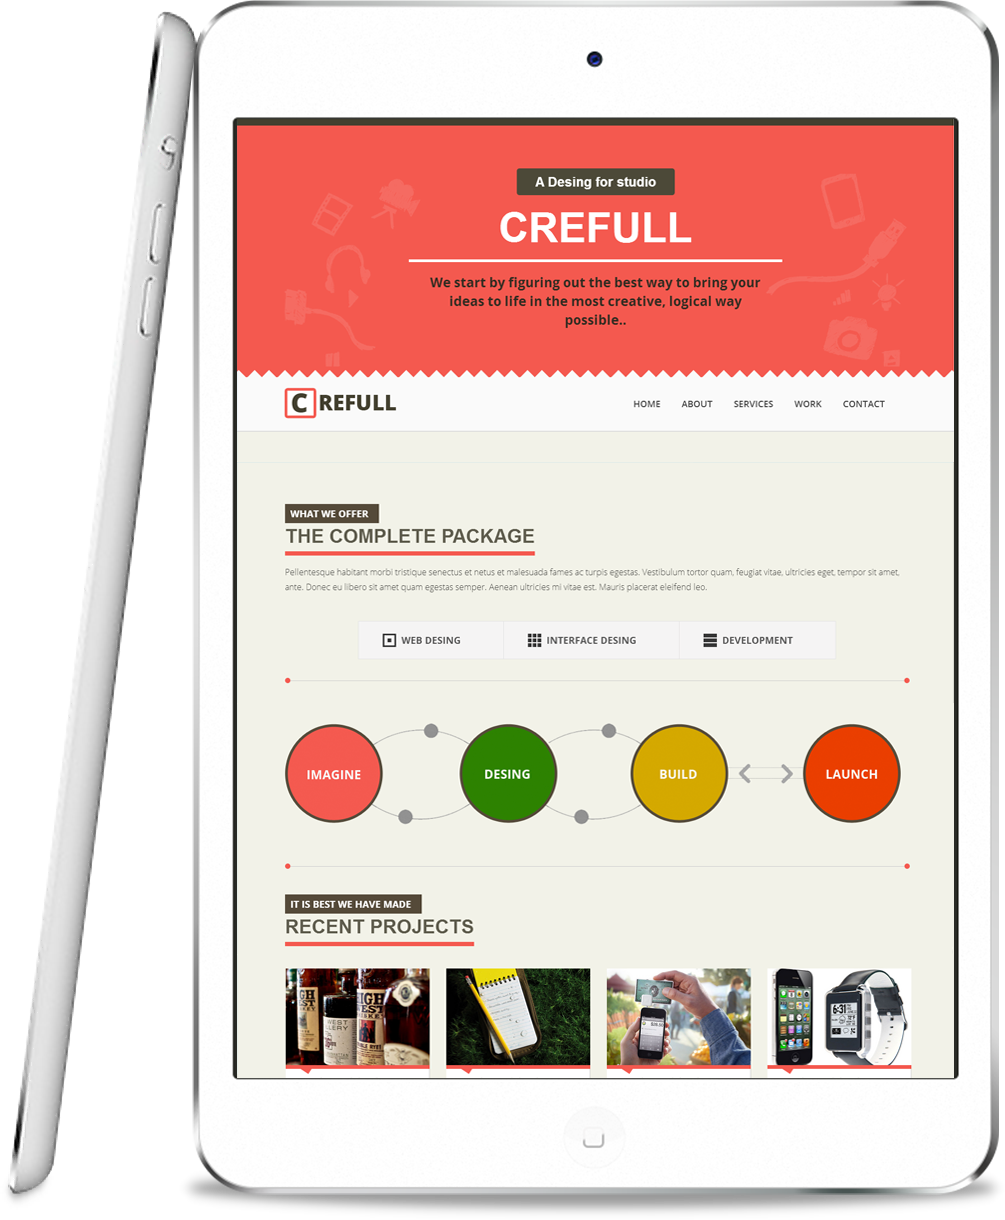 A Desing for studio
CREFULL
We start by figuring out the best way to bring your
ideas to life in the most creative, logical way
possible..
C REFULL
HOME ABOUT SERVICES WORK CONTACT
WHAT WE OFFER
THE COMPLETE PACKAGE
Pellentesque habitant morbi tristique senectus et netus et malesuada fames ac turpis egestas. Vestibulum tortor quam, feugiat vitae, ultricies eget, tempor sit amet,
ante. Donec eu libero sit amet quam egestas semper. Aenean ultricies mi vitae est. Mauris placerat eleifend leo.
WEB DESING INTERFACE DESING DEVELOPMENT
IMAGINE DESING BUILD LAUNCH
IT IS BEST WE HAVE MADE
RECENT PROJECTS
6:31